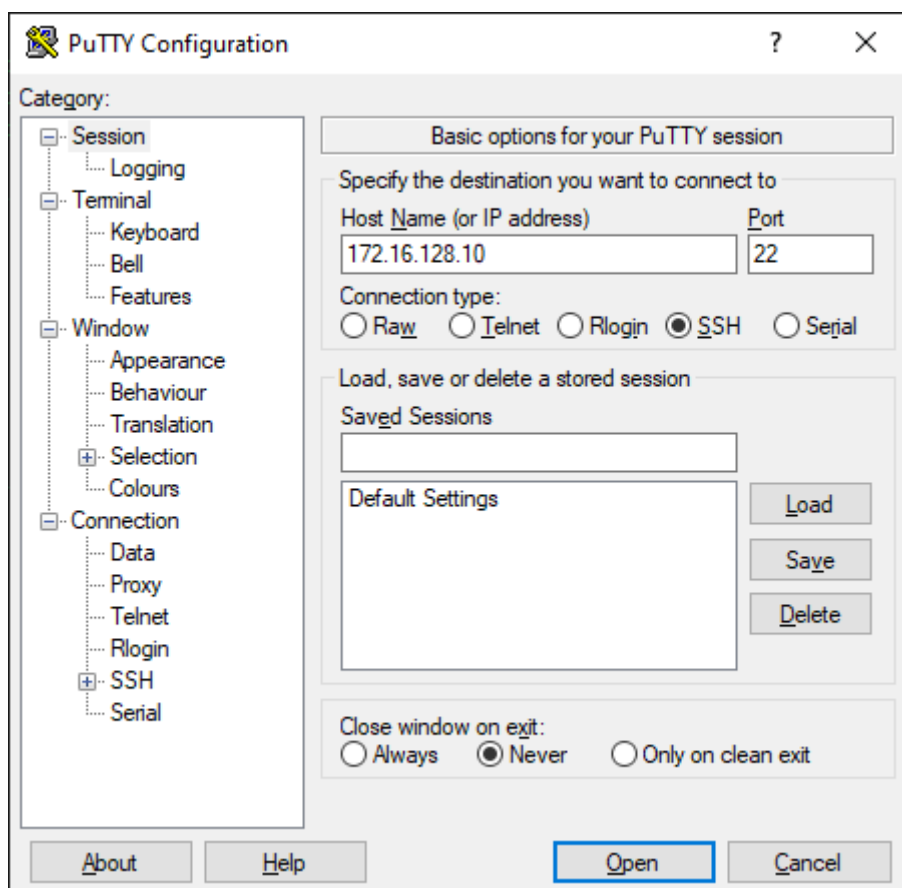 PuTTY Configuration
?
Category:
Session
Logging
Terminal
Keyboard
Bell
Features
Window
Appearance
Behaviour
Translation
Selection
Colours
Connection
Data
Proxy
Telnet
Rlogin
SSH
Serial
Basic options for your PuTTY session
Specify the destination you want to connect to
Host Name (or IP address) Port
172.16.128.10 22
Connection type:
Raw Telnet Rlogin SSH Serial
Load, save or delete a stored session
Saved Sessions
Default Settings
Load
Save
Delete
Close window on exit:
Always Never Only on clean exit
About Help Open Cancel